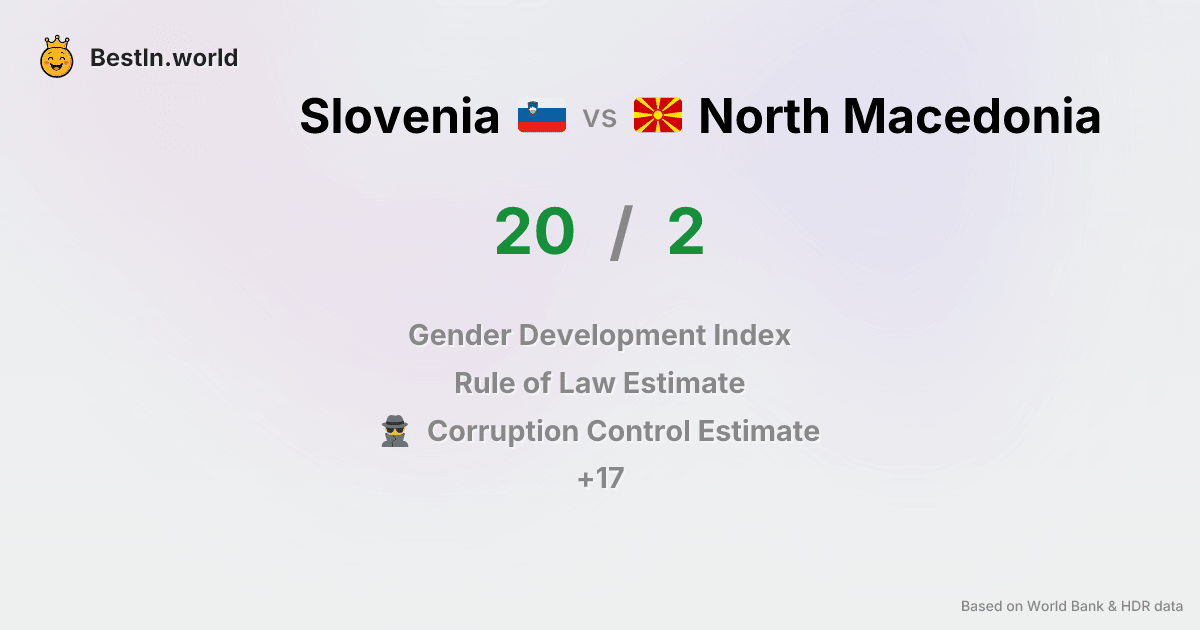 BestIn.world
Slovenia vs North Macedonia
20 / 2
Gender Development Index
Rule of Law Estimate
Corruption Control Estimate
+17
Based on World Bank & HDR data